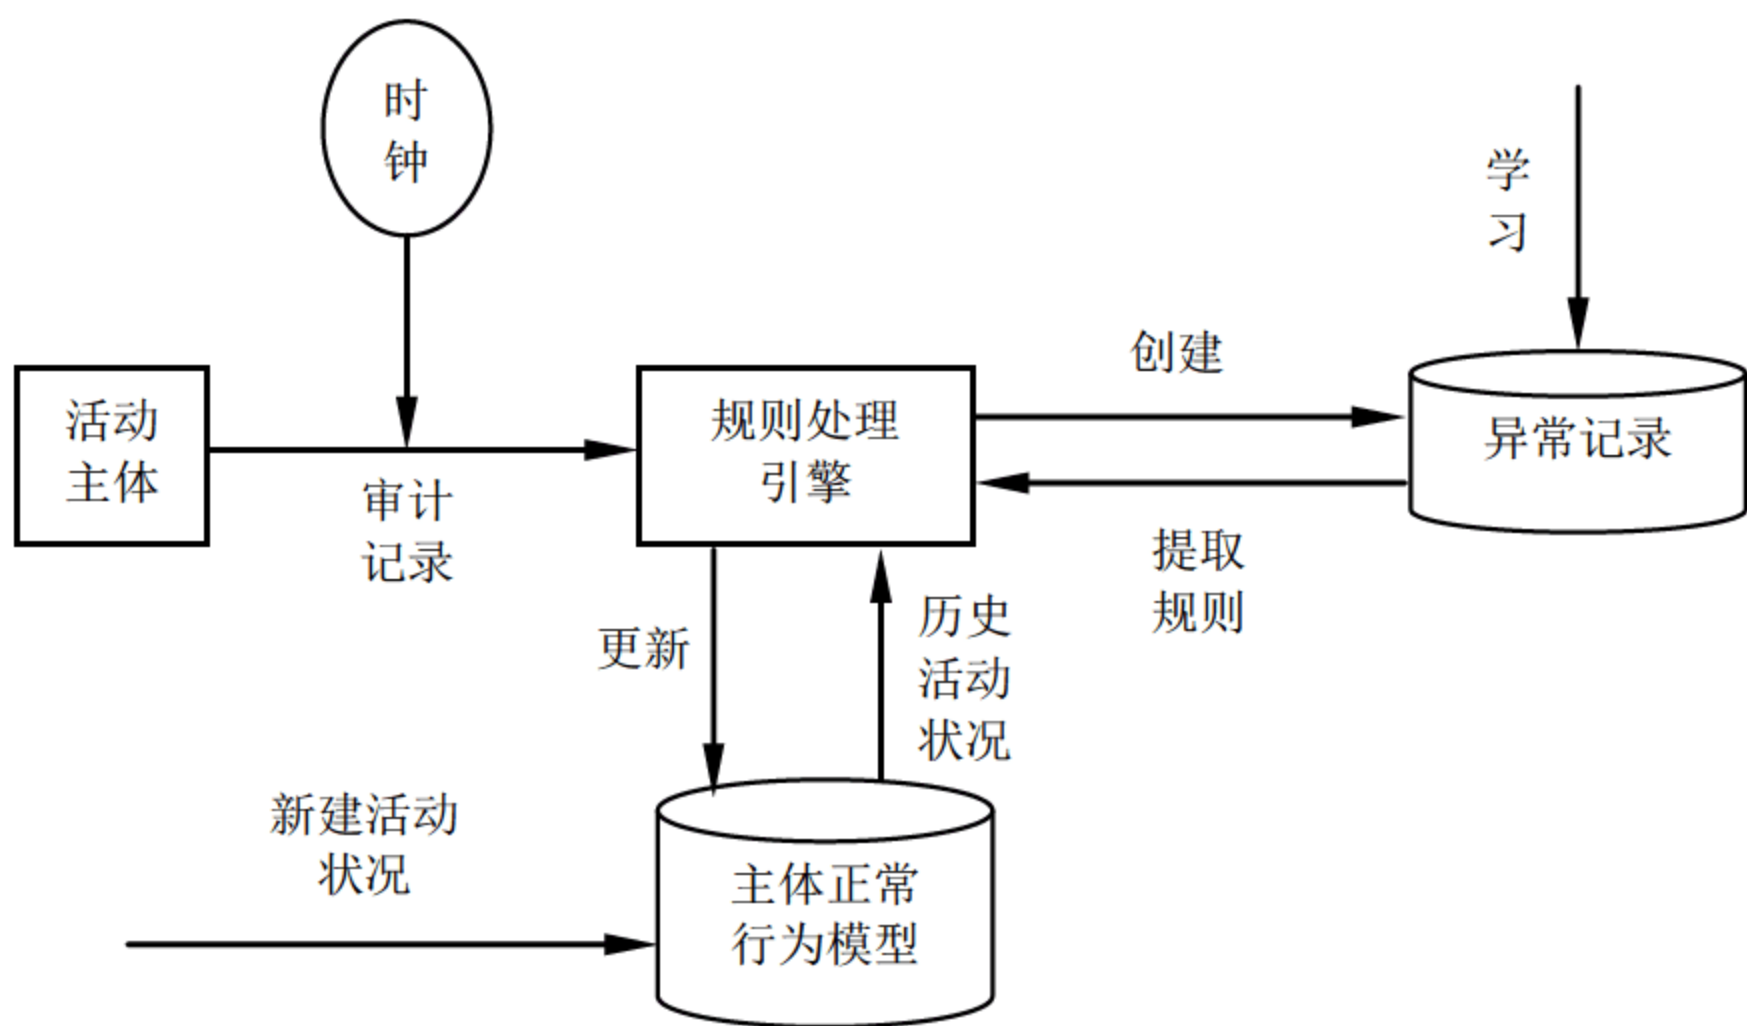 时
钟
学
习
创建
活动
主体
规则处理
引擎
异常记录
审计
记录
提取
规则
更新
历史
活动
状况
新建活动
状况
主体正常
行为模型